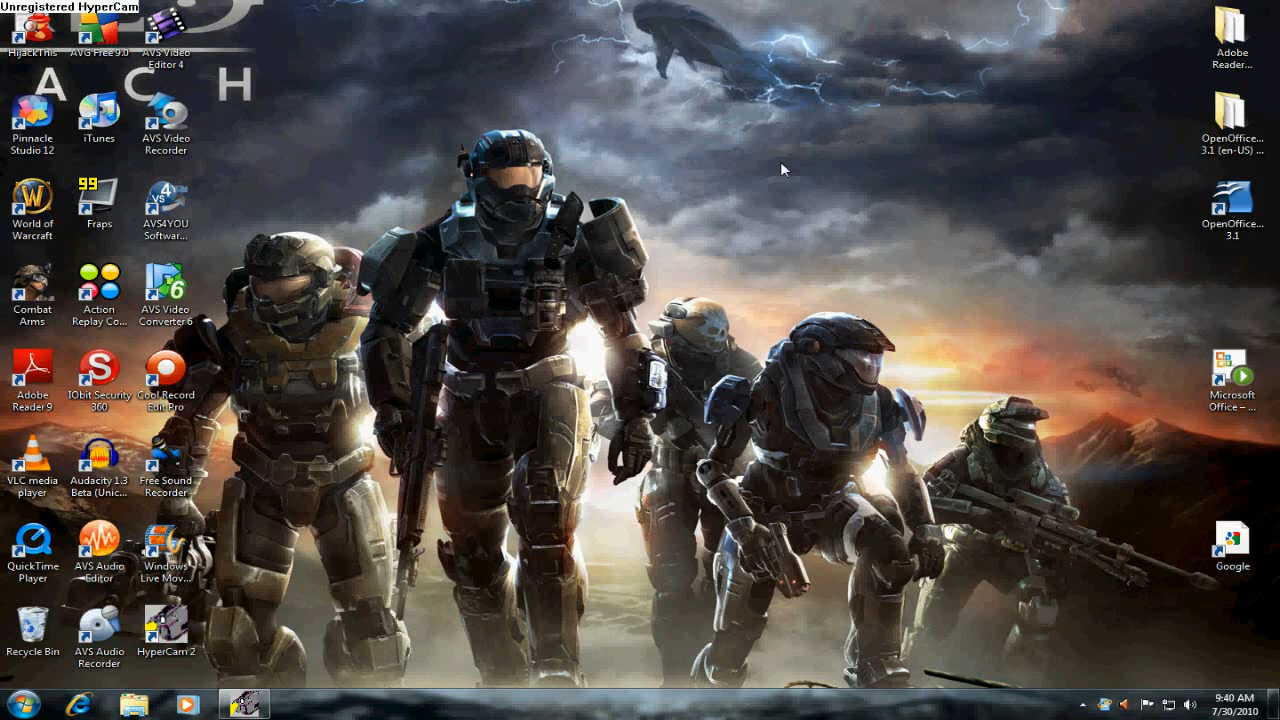 Unregistered HyperCam
A C H
HijackThis
AVG Free 9.0
AVS Video
Editor 4
Pinnacle
Studio 12
iTunes
AVS Video
Recorder
World of
Warcraft
99
Fraps
VS 4
AVS4YOU
Softwar...
Combat
Arms
Action
Replay Co...
6
AVS Video
Converter 6
Adobe
Reader 9
S
IObit Security
360
Cool Record
Edit Pro
VLC media
player
Audacity 1.3
Beta (Unic...
Free Sound
Recorder
QuickTime
Player
AVS Audio
Editor
Windows
Live Mov...
Recycle Bin
AVS Audio
Recorder
HyperCam 2
Adobe
Reader...
OpenOffice...
3.1 (en-US) ...
OpenOffice...
3.1
Microsoft
Office – ...
Google
9:40 AM
7/30/2010